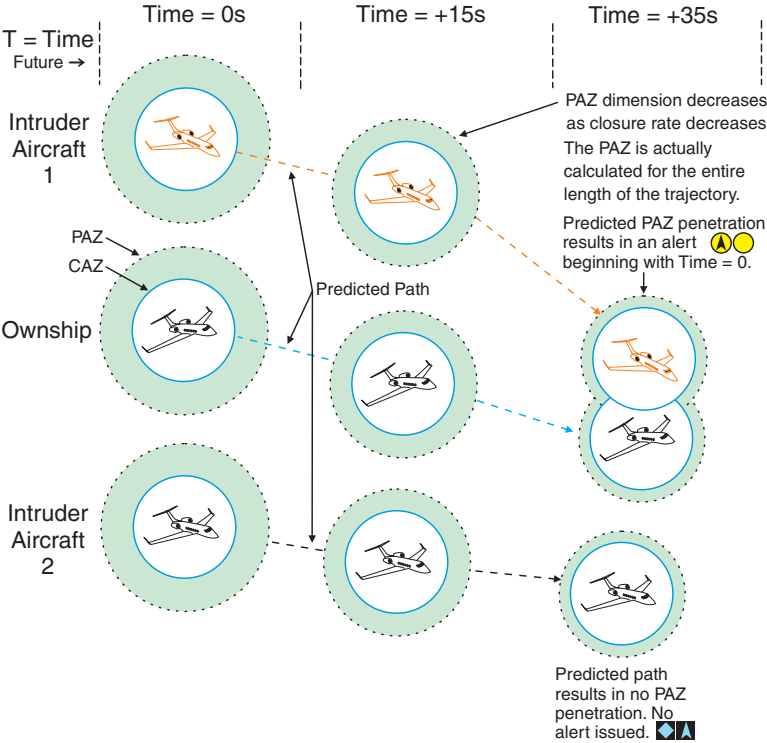 Time = 0s
Time = +15s
Time = +35s
T = Time
Future →
Intruder
Aircraft
1
PAZ dimension decreases
as closure rate decreases
The PAZ is actually
calculated for the entire
length of the trajectory.
Predicted PAZ penetration
results in an alert
beginning with Time = 0.
PAZ
CAZ
Predicted Path
Ownship
Intruder
Aircraft
2
Predicted path
results in no PAZ
penetration. No
alert issued.